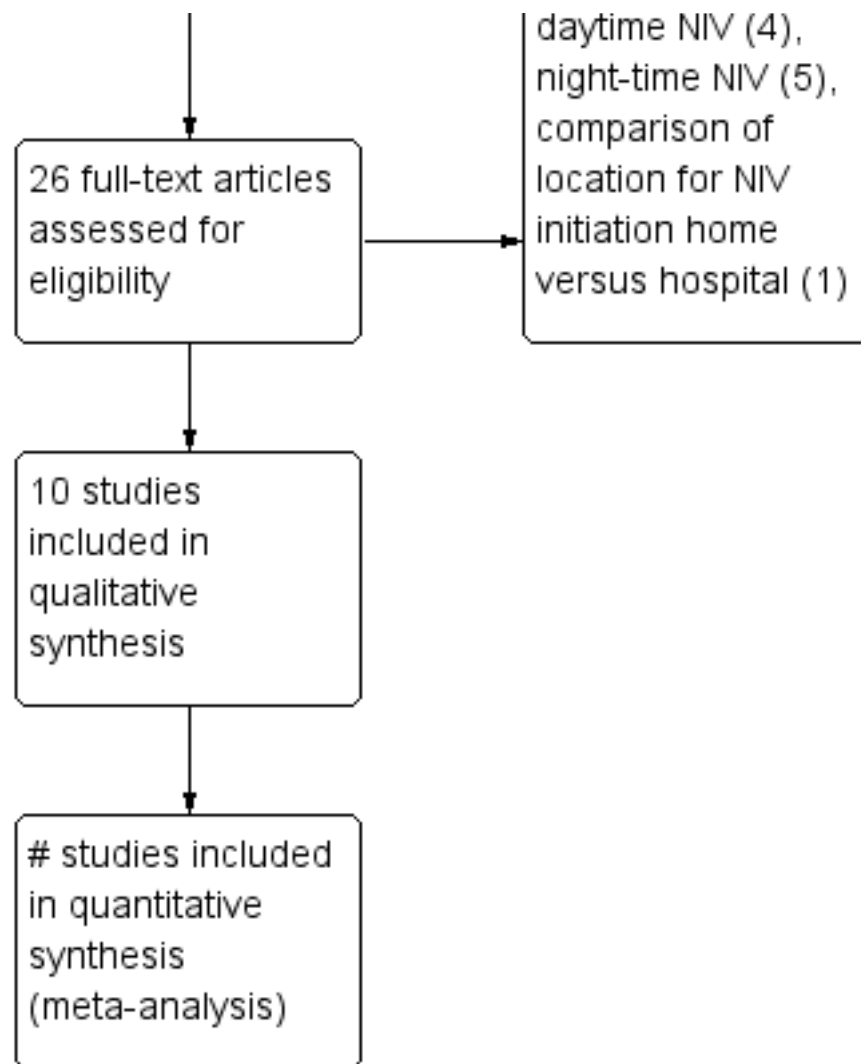 daytime NIV (4),
night-time NIV (5),
comparison of
location for NIV
initiation home
versus hospital (1)
26 full-text articles
assessed for
eligibility
10 studies
included in
qualitative
synthesis
# studies included
in quantitative
synthesis
(meta-analysis)